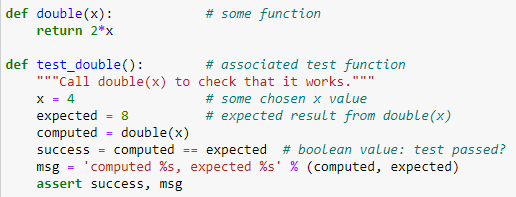 def double(x):                # some function
    return 2*x

def test_double():            # associated test function
    """Call double(x) to check that it works."""
    x = 4                     # some chosen x value
    expected = 8              # expected result from double(x)
    computed = double(x)
    success = computed == expected  # boolean value: test passed?
    msg = 'computed %s, expected %s' % (computed, expected)
    assert success, msg